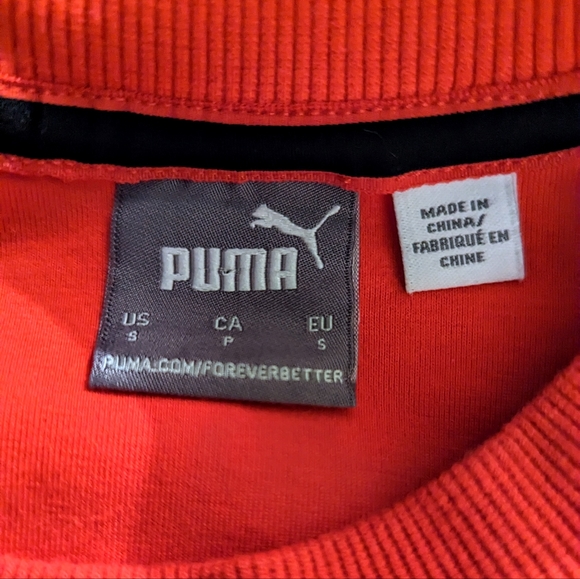 PUMA
US CA EU
S P S
PUMA.COM/FOREVERBETTER
MADE IN
CHINA/
FABRIQUÉ EN
CHINE